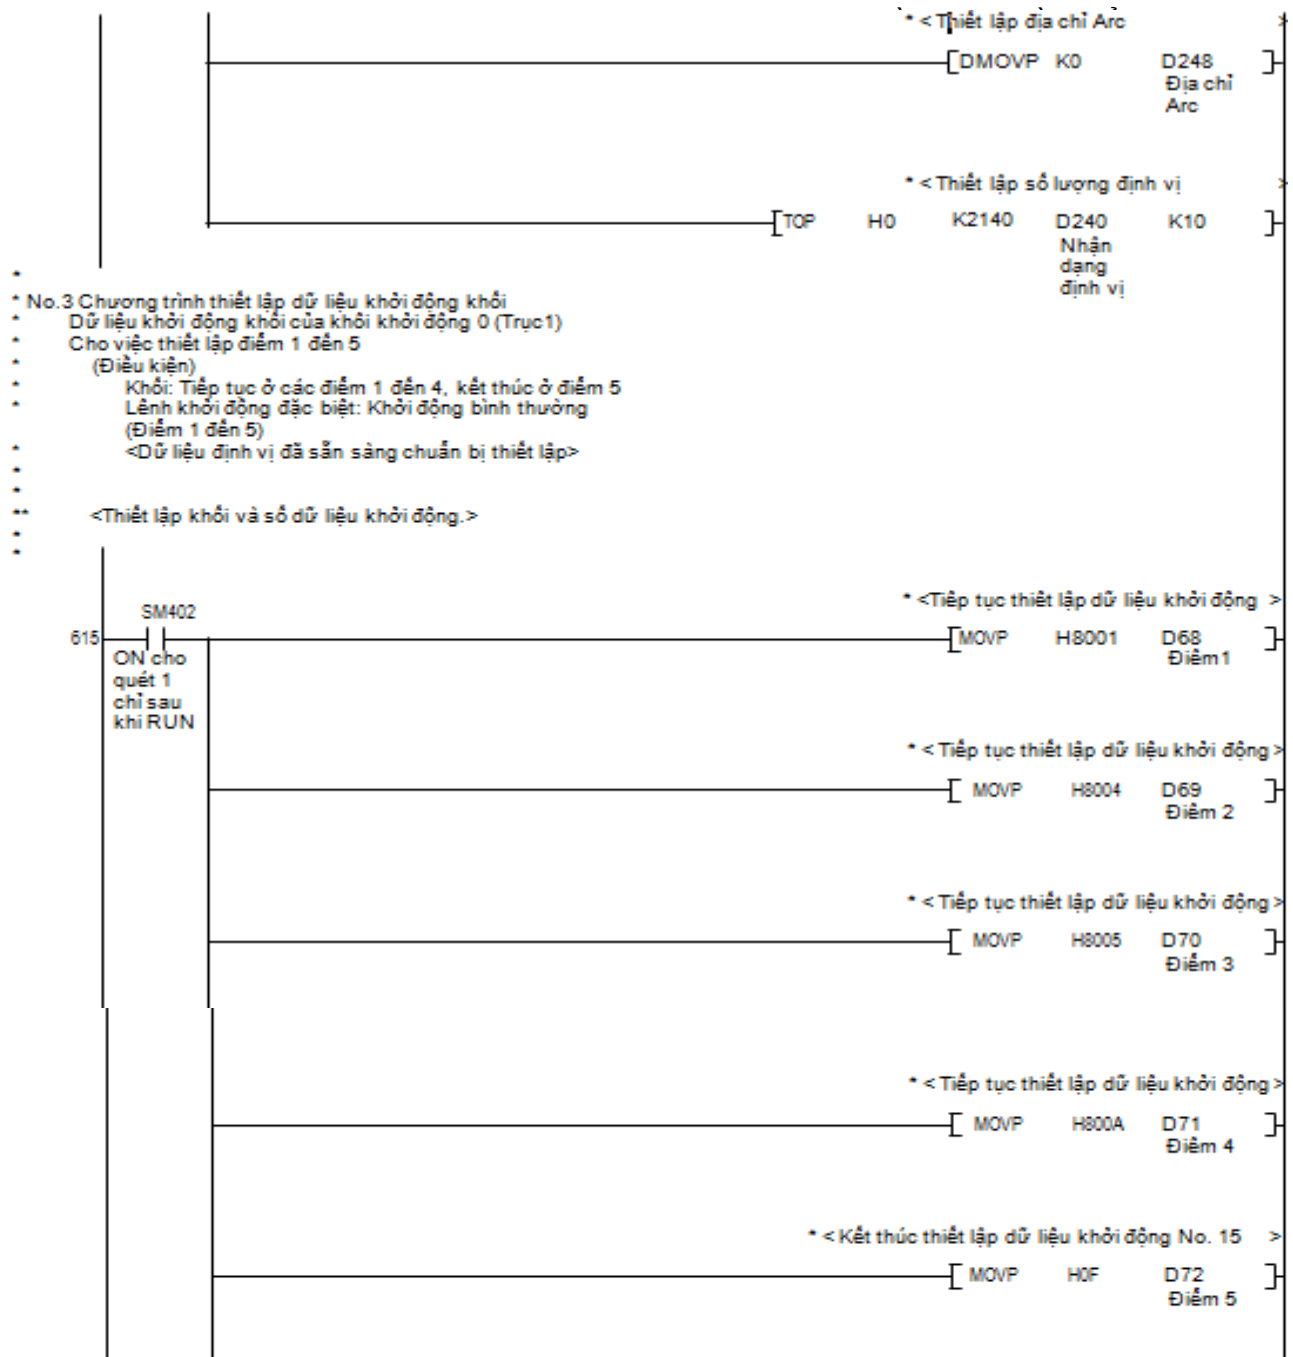 * < Thiết lập địa chỉ Arc >
DMOVP K0 D248
Địa chỉ
Arc
* < Thiết lập số lượng định vị >
TOP H0 K2140 D240 K10
Nhận
dạng
định vị
*
* No.3 Chương trình thiết lập dữ liệu khởi động khối
* Dữ liệu khởi động khối của khối khởi động 0 (Trục1)
* Cho việc thiết lập điểm 1 đến 5
* (Điều kiện)
* Khối: Tiếp tục ở các điểm 1 đến 4, kết thúc ở điểm 5
* Lệnh khởi động đặc biệt: Khởi động bình thường
(Điểm 1 đến 5)
* <Dữ liệu định vị đã sẵn sàng chuẩn bị thiết lập>
*
*
** <Thiết lập khối và số dữ liệu khởi động.>
*
*
* <Tiếp tục thiết lập dữ liệu khởi động >
SM402
615 MOVP H8001 D68
Điểm1
ON cho
quét 1
chỉ sau
khi RUN
* < Tiếp tục thiết lập dữ liệu khởi động >
MOVP H8004 D69
Điểm 2
* < Tiếp tục thiết lập dữ liệu khởi động >
MOVP H8005 D70
Điểm 3
* < Tiếp tục thiết lập dữ liệu khởi động >
MOVP H800A D71
Điểm 4
* < Kết thúc thiết lập dữ liệu khởi động No. 15 >
MOVP H0F D72
Điểm 5